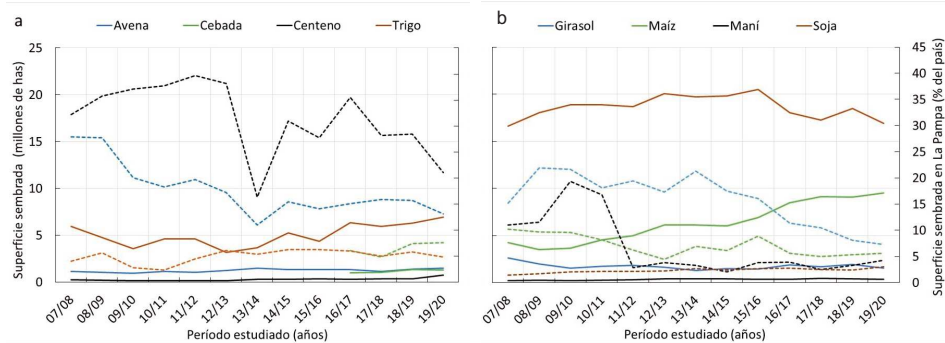 a
Avena Cebada Centeno Trigo
Superficie sembrada (millones de has)
25
20
15
10
5
0
07/08 08/09 09/10 10/11 11/12 12/13 13/14 14/15 15/16 16/17 17/18 18/19 19/20
Período estudiado (años)
b
Girasol Maíz Maní Soja
45
40
35
30
25
20
15
10
5
0
Superficie sembrada en La Pampa (% del país)
07/08 08/09 09/10 10/11 11/12 12/13 13/14 14/15 15/16 16/17 17/18 18/19 19/20
Período estudiado (años)